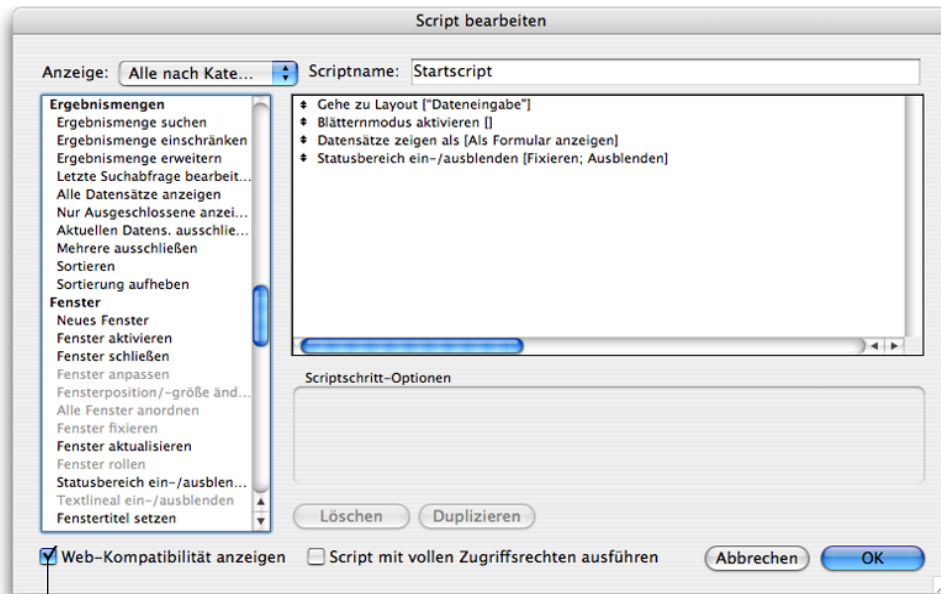 Script bearbeiten
Anzeige: Alle nach Kate... Scriptname: Startscript
Ergebnismengen
Ergebnismenge suchen
Ergebnismenge einschränken
Ergebnismenge erweitern
Letzte Suchabfrage bearbeit...
Alle Datensätze anzeigen
Nur Ausgeschlossene anzei...
Aktuellen Datens. ausschlie...
Mehrere ausschließen
Sortieren
Sortierung aufheben
Fenster
Neues Fenster
Fenster aktivieren
Fenster schließen
Fenster anpassen
Fensterposition/-größe änd...
Alle Fenster anordnen
Fenster fixieren
Fenster aktualisieren
Fenster rollen
Statusbereich ein-/ausblen...
Textlineal ein-/ausblenden
Fenstertitel setzen
Gehe zu Layout ["Dateneingabe"]
Blätternmodus aktivieren []
Datensätze zeigen als [Als Formular anzeigen]
Statusbereich ein-/ausblenden [Fixieren; Ausblenden]
Scriptschritt-Optionen
Löschen Duplizieren
Web-Kompatibilität anzeigen Script mit vollen Zugriffsrechten ausführen Abbrechen OK